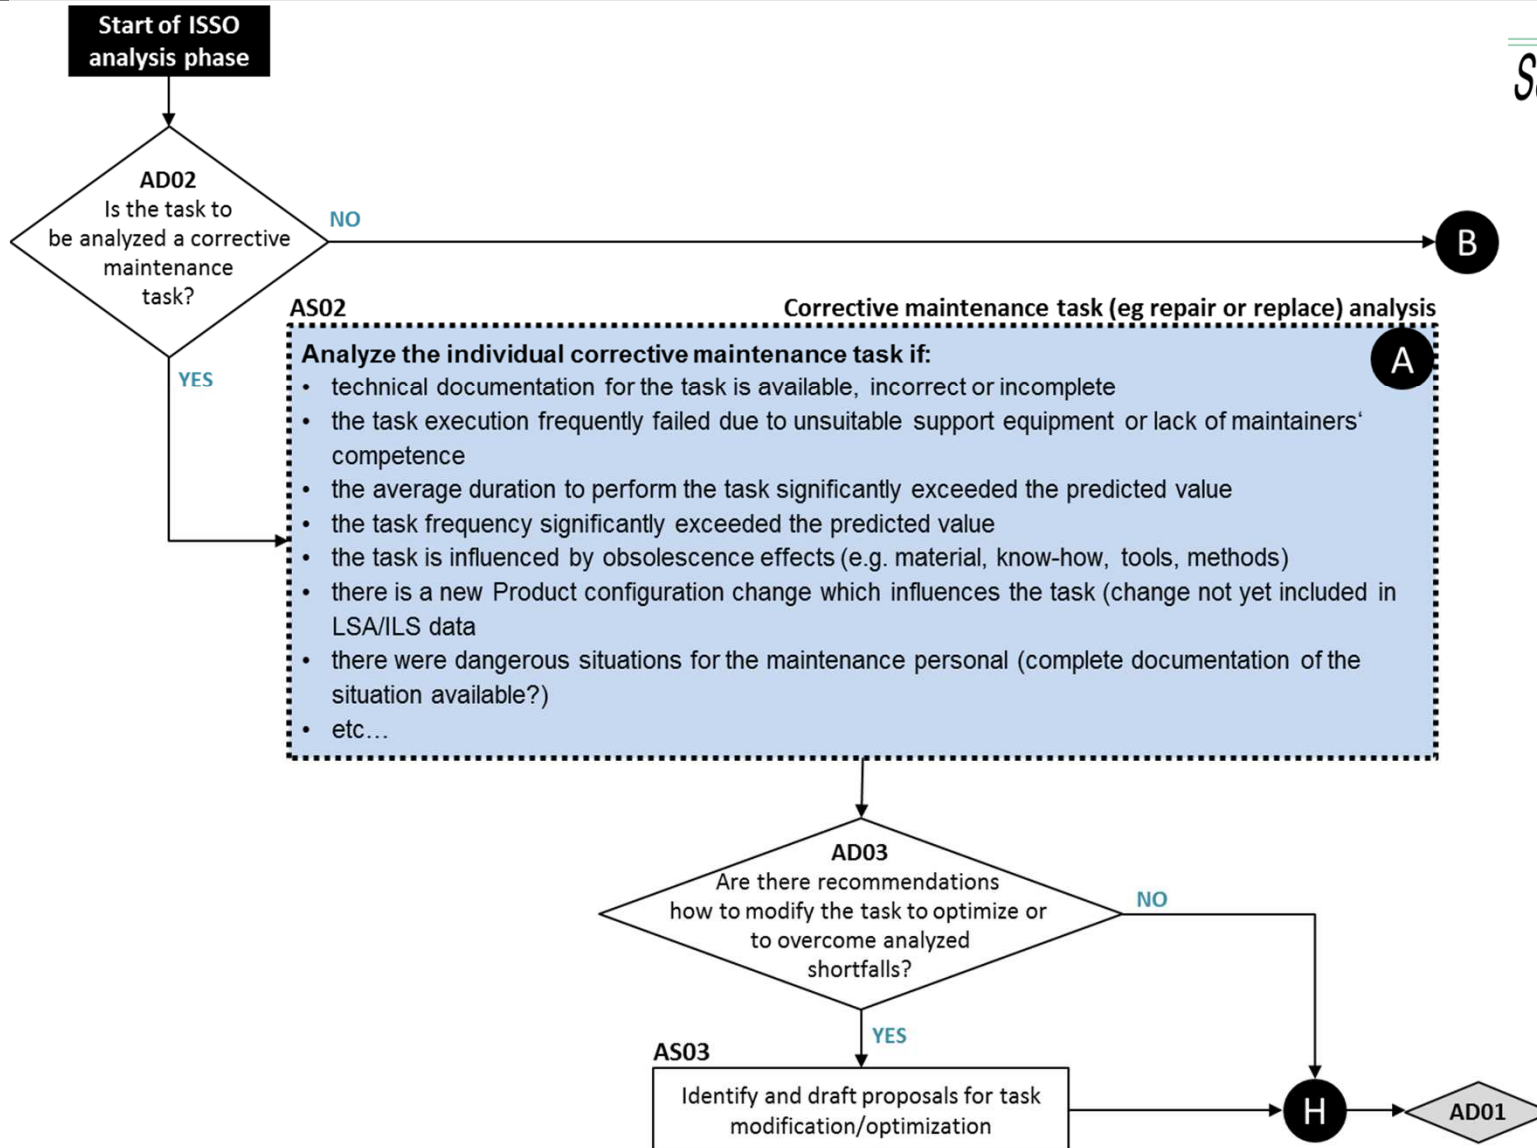 Start of ISSO
analysis phase
AD02
Is the task to
be analyzed a corrective
maintenance
task?
NO
B
YES
AS02
Corrective maintenance task (eg repair or replace) analysis
A
Analyze the individual corrective maintenance task if:
• technical documentation for the task is available, incorrect or incomplete
• the task execution frequently failed due to unsuitable support equipment or lack of maintainers‘
competence
• the average duration to perform the task significantly exceeded the predicted value
• the task frequency significantly exceeded the predicted value
• the task is influenced by obsolescence effects (e.g. material, know-how, tools, methods)
• there is a new Product configuration change which influences the task (change not yet included in
LSA/ILS data
• there were dangerous situations for the maintenance personal (complete documentation of the
situation available?)
• etc…
AD03
Are there recommendations
how to modify the task to optimize or
to overcome analyzed
shortfalls?
NO
YES
AS03
Identify and draft proposals for task
modification/optimization
H
AD01